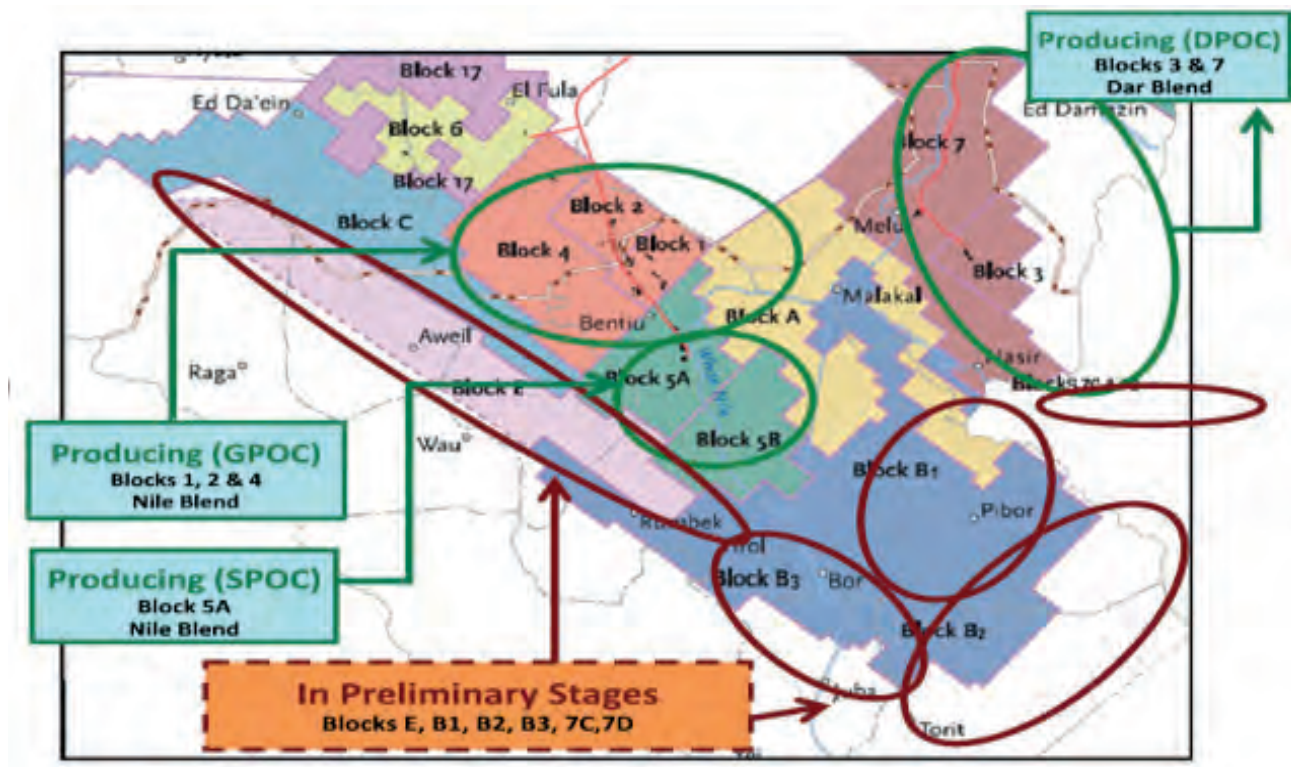 Producing (DPOC)
Blocks 3 & 7
Dar Blend
Block 17
El Fula
Ed Da'ein
Block 6
Block 17
Ed Damazin
Block 7
Block 2
Block C
Block 4
Block 1
Melut
Block 3
Malakal
Bentiu
Block A
Aweil
Nasir
Raga
Block 5A
Block E
Wau
Block 5B
Block B1
Pibor
Rumbek
Block B3
Bor
Block B2
Juba
Torit
Producing (GPOC)
Blocks 1, 2 & 4
Nile Blend
Producing (SPOC)
Block 5A
Nile Blend
In Preliminary Stages
Blocks E, B1, B2, B3, 7C,7D